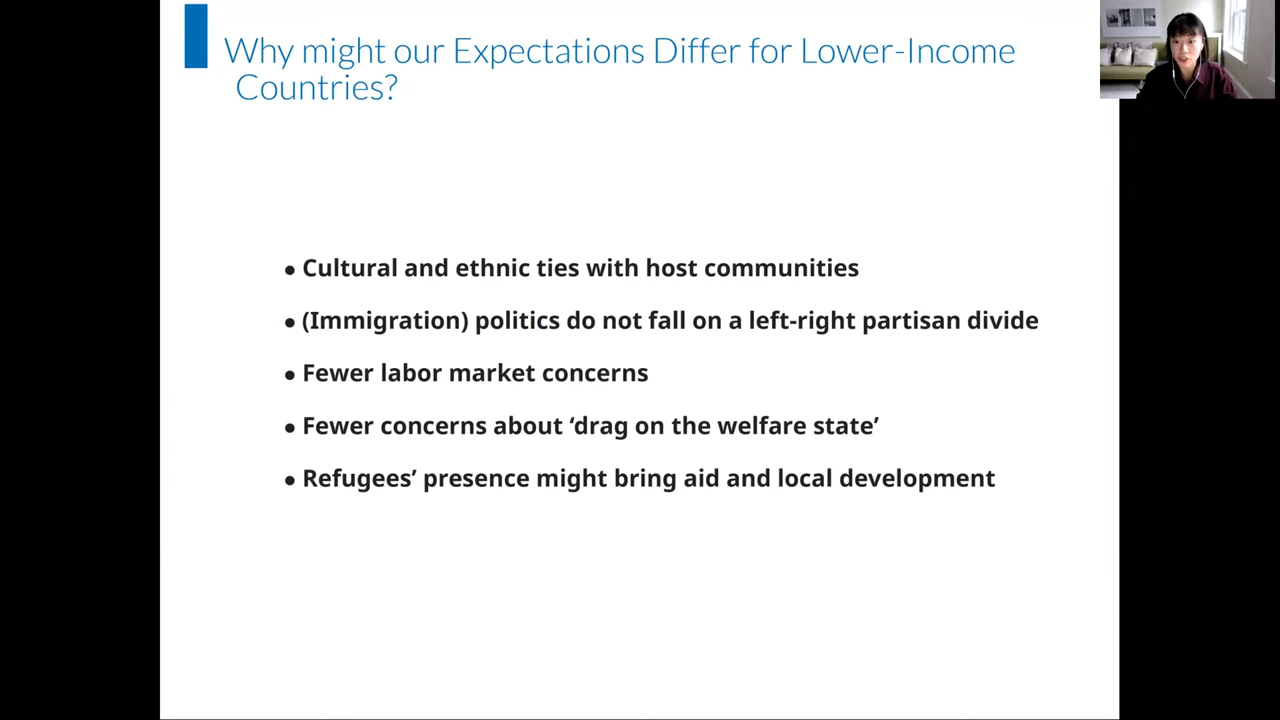 Why might our Expectations Differ for Lower-Income
Countries?
• Cultural and ethnic ties with host communities
• (Immigration) politics do not fall on a left-right partisan divide
• Fewer labor market concerns
• Fewer concerns about ‘drag on the welfare state’
• Refugees’ presence might bring aid and local development